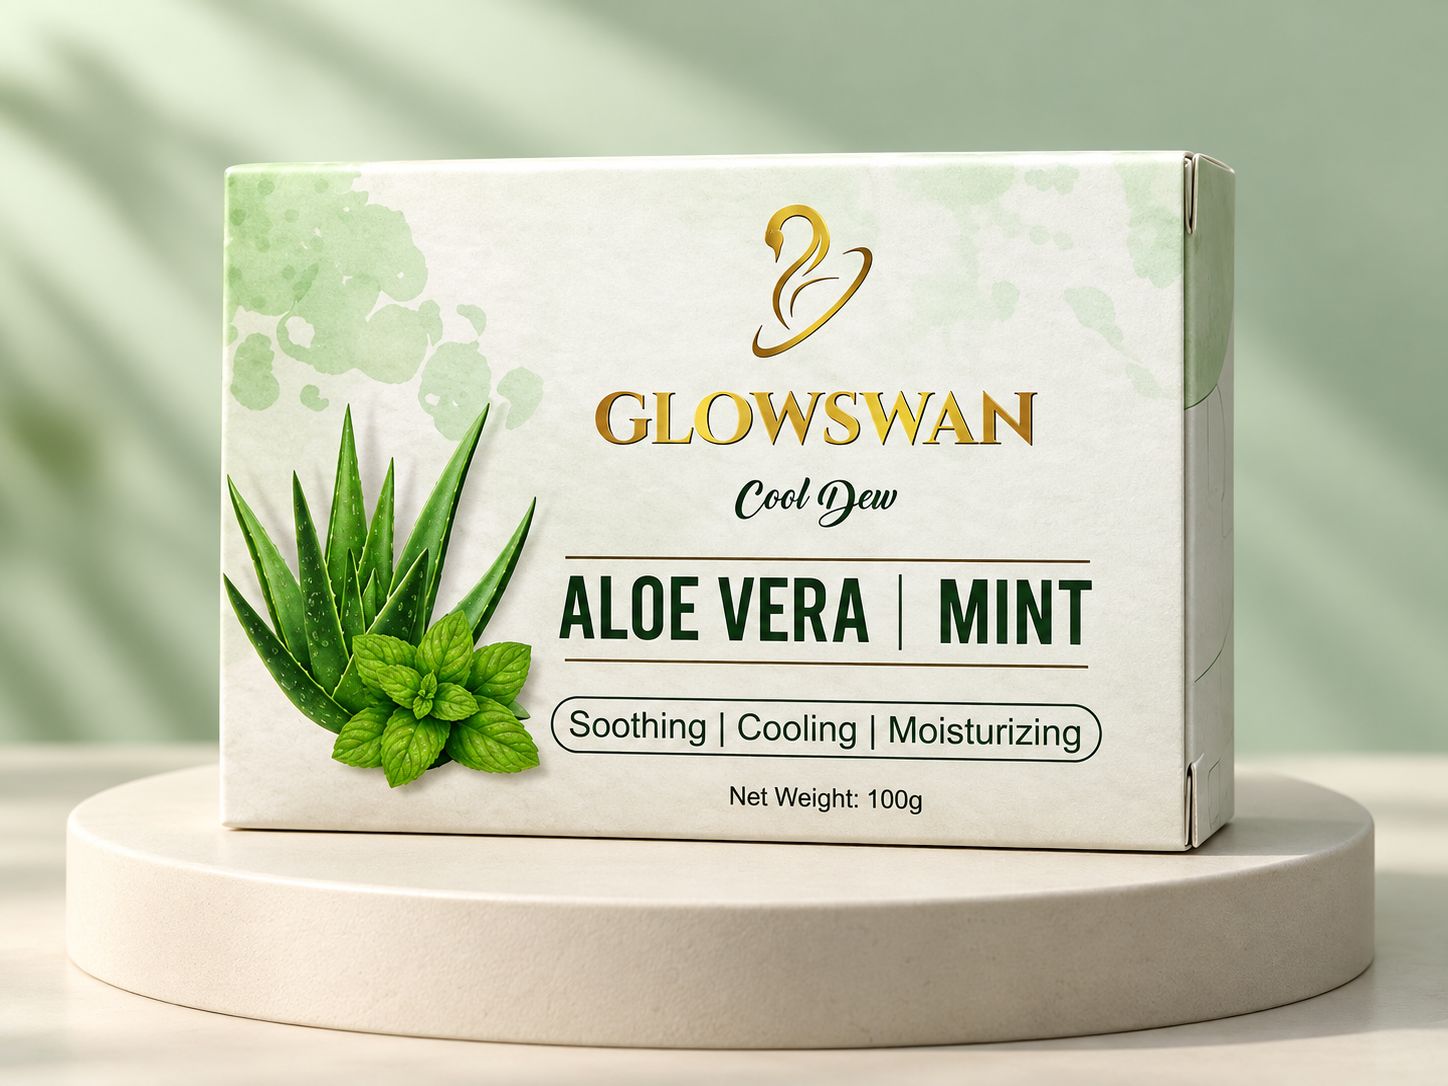 GLOWSWAN
Cool Dew
ALOE VERA | MINT
Soothing | Cooling | Moisturizing
Net Weight: 100g